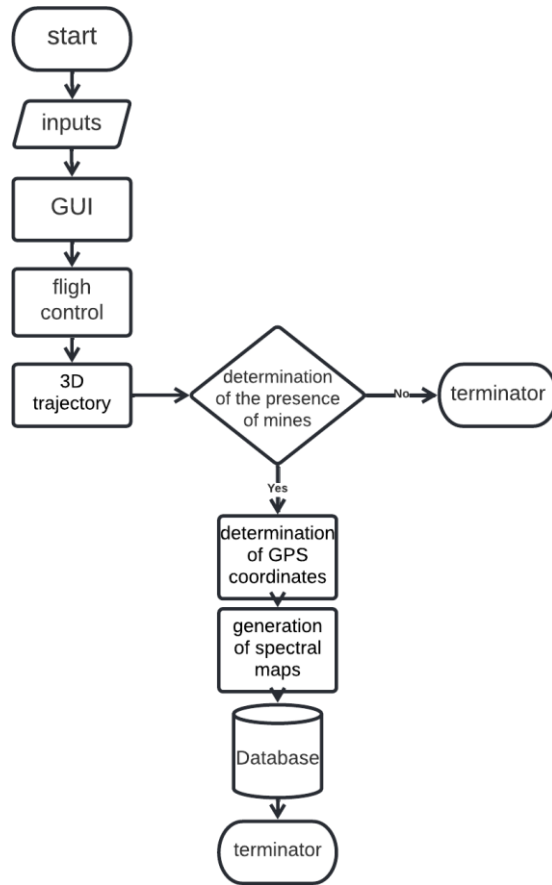 start
inputs
GUI
fligh
control
3D
trajectory
determination
of the presence
of mines
No
terminator
Yes
determination
of GPS
coordinates
generation
of spectral
maps
Database
terminator